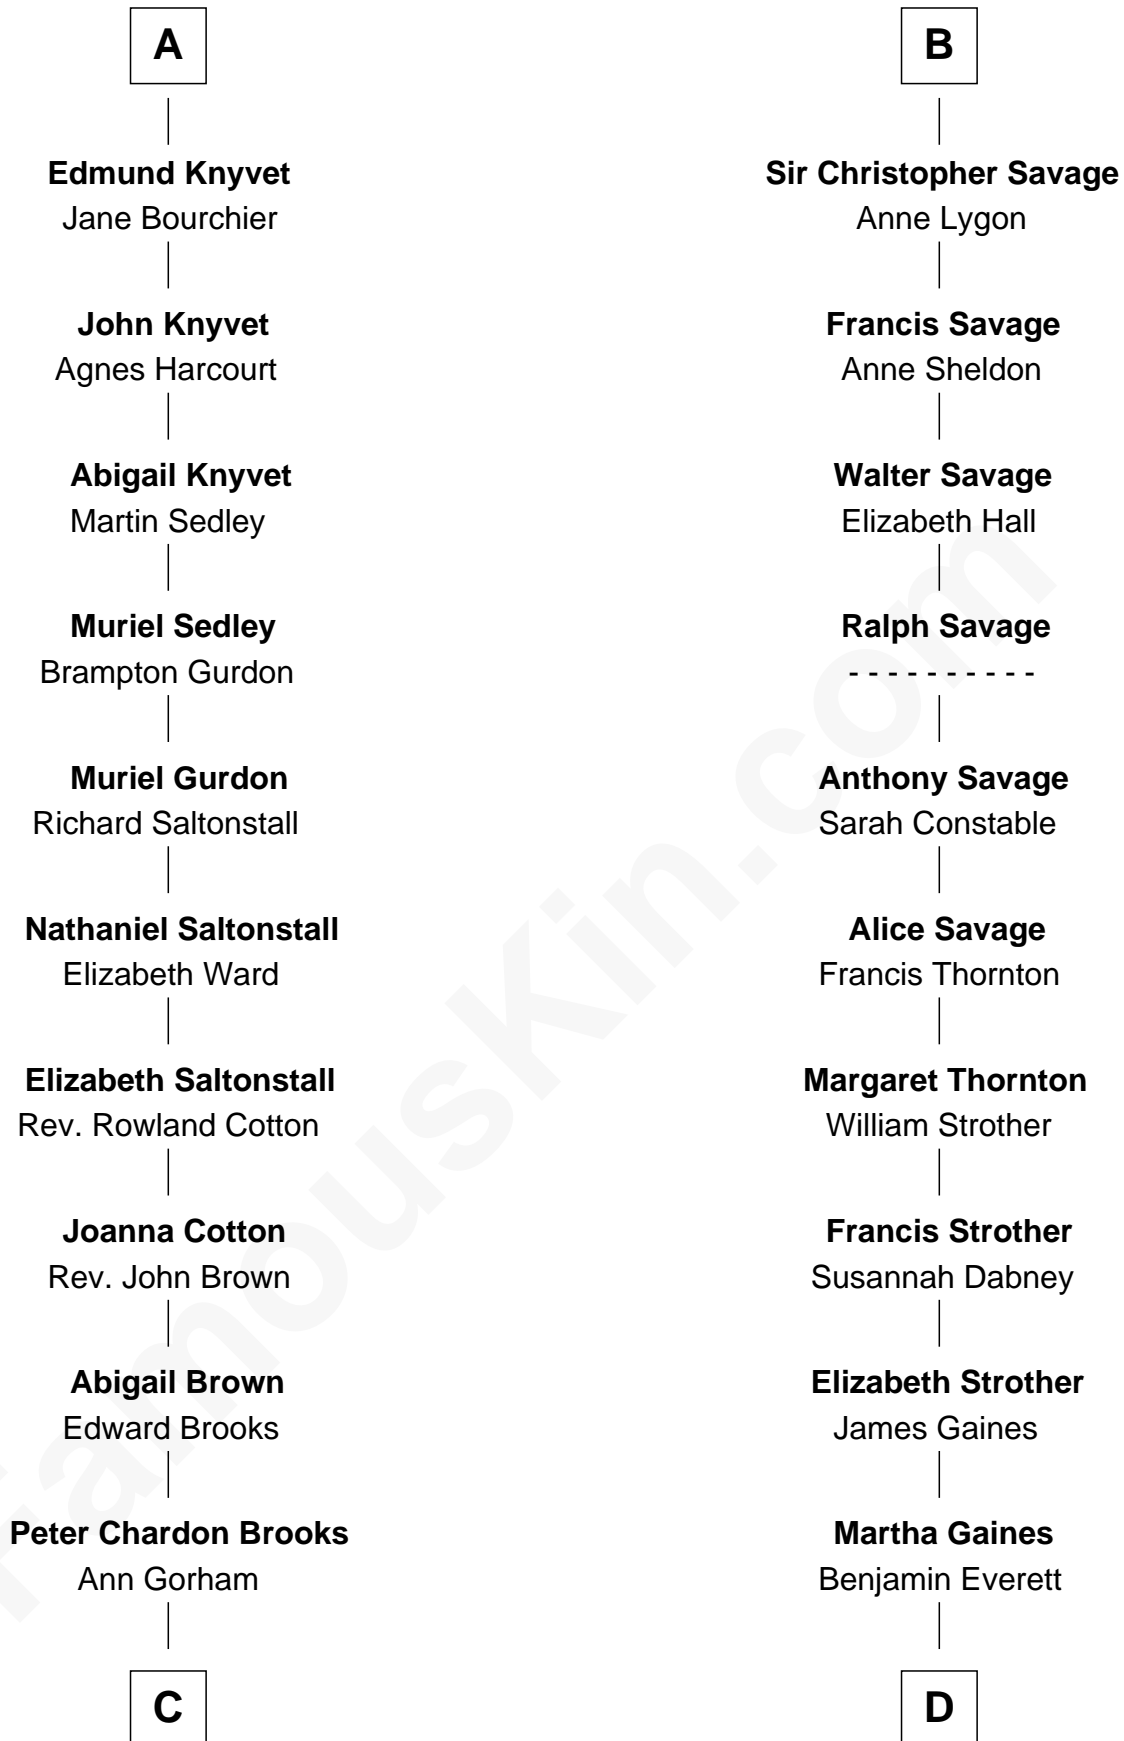 A
Edmund Knyvet
Jane Bourchier
John Knyvet
Agnes Harcourt
Abigail Knyvet
Martin Sedley
Muriel Sedley
Brampton Gurdon
Muriel Gurdon
Richard Saltonstall
Nathaniel Saltonstall
Elizabeth Ward
Elizabeth Saltonstall
Rev. Rowland Cotton
Joanna Cotton
Rev. John Brown
Abigail Brown
Edward Brooks
Peter Chardon Brooks
Ann Gorham
C
B
Sir Christopher Savage
Anne Lygon
Francis Savage
Anne Sheldon
Walter Savage
Elizabeth Hall
Ralph Savage
- - - - - - - - - -
Anthony Savage
Sarah Constable
Alice Savage
Francis Thornton
Margaret Thornton
William Strother
Francis Strother
Susannah Dabney
Elizabeth Strother
James Gaines
Martha Gaines
Benjamin Everett
D
FamousKin.com